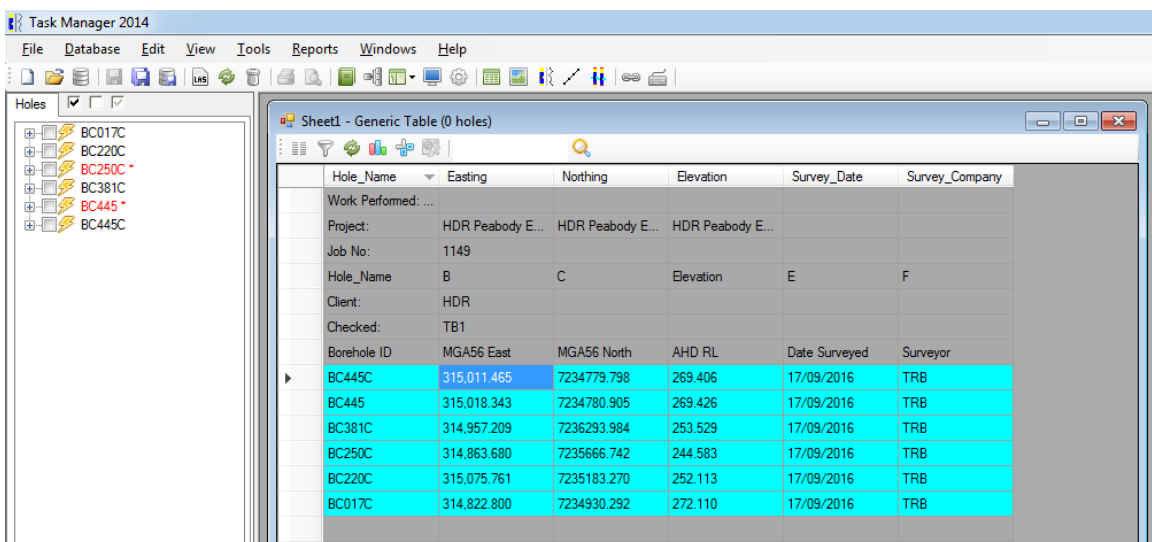 Task Manager 2014
File Database Edit View Tools Reports Windows Help
LAS
Holes
BC017C
BC220C
BC250C *
BC381C
BC445 *
BC445C
Sheet1 - Generic Table (0 holes)
Hole_Name Easting Northing Elevation Survey_Date Survey_Company
Work Performed: ...
Project: HDR Peabody E... HDR Peabody E... HDR Peabody E...
Job No: 1149
Hole_Name B C Elevation E F
Client: HDR
Checked: TB1
Borehole ID MGA56 East MGA56 North AHD RL Date Surveyed Surveyor
BC445C 315,011.465 7234779.798 269.406 17/09/2016 TRB
BC445 315,018.343 7234780.905 269.426 17/09/2016 TRB
BC381C 314,957.209 7236293.984 253.529 17/09/2016 TRB
BC250C 314,863.680 7235666.742 244.583 17/09/2016 TRB
BC220C 315,075.761 7235183.270 252.113 17/09/2016 TRB
BC017C 314,822.800 7234930.292 272.110 17/09/2016 TRB